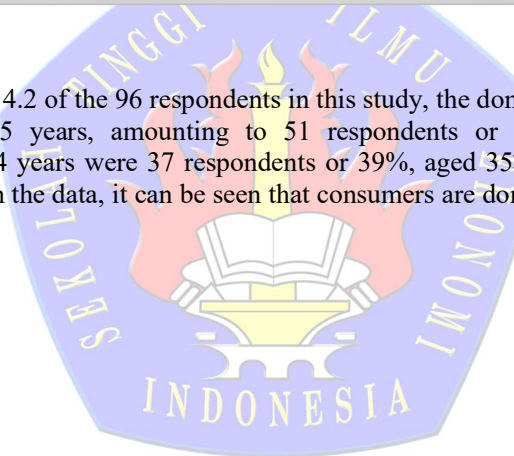 TINGGI ILMU
4.2 of the 96 respondents in this study, the don
5 years, amounting to 51 respondents or
4 years were 37 respondents or 39%, aged 35
n the data, it can be seen that consumers are don
SEKOLAH
EKONOMI
INDONESIA